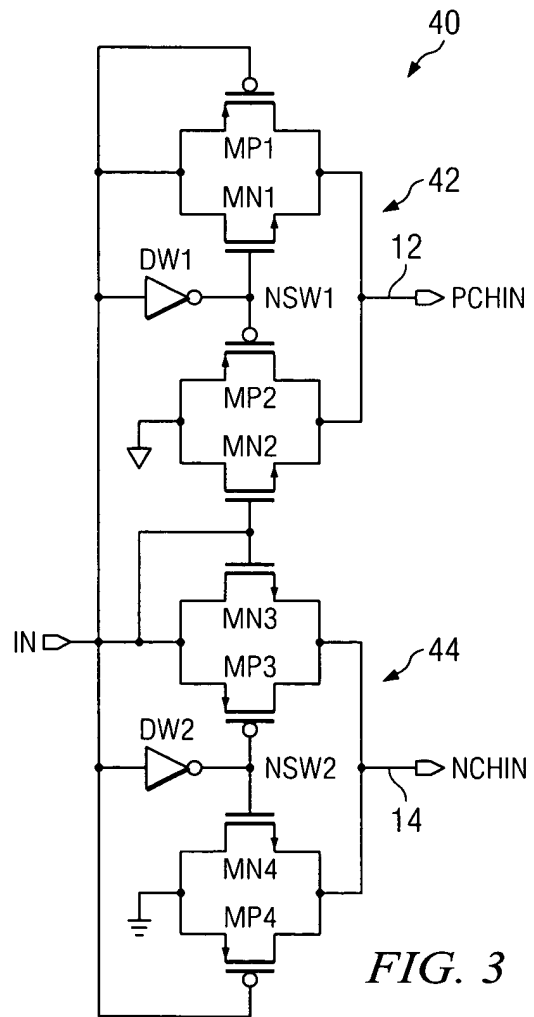 40
MP1
MN1
42
DW1
NSW1
12
PCHIN
MP2
MN2
IN
MN3
MP3
44
DW2
NSW2
NCHIN
14
MN4
MP4
FIG. 3